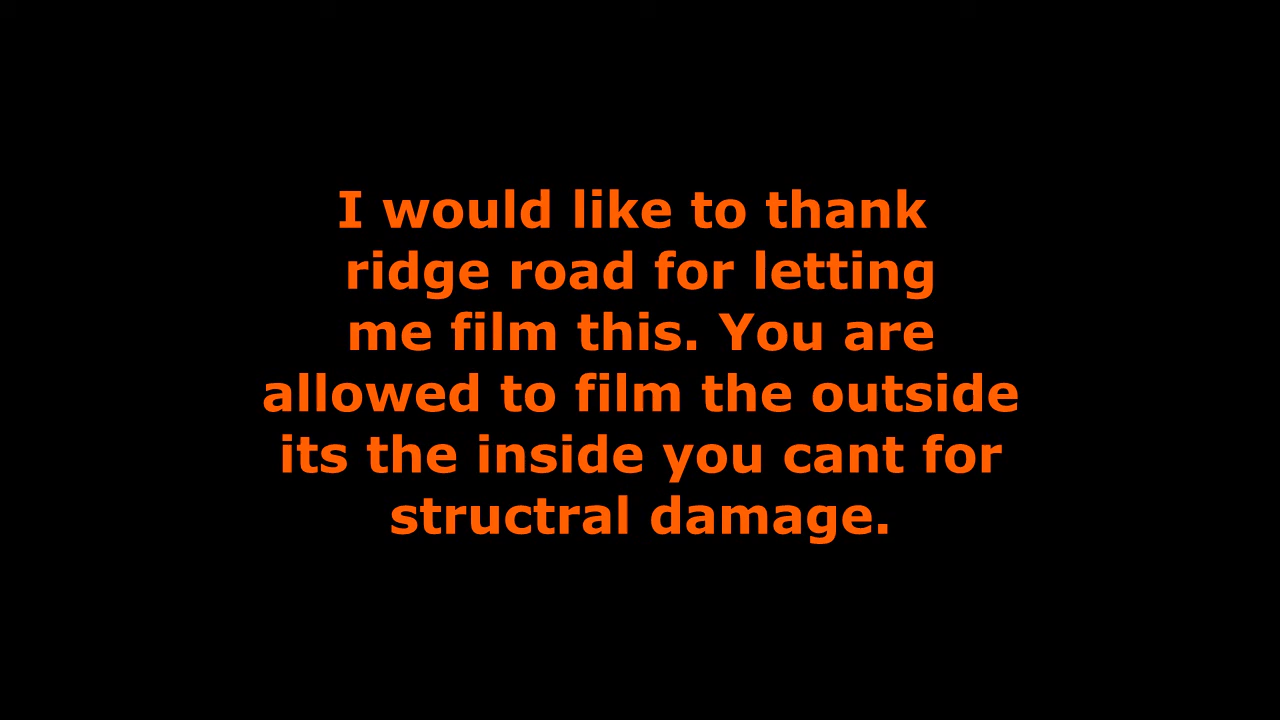 I would like to thank
ridge road for letting
me film this. You are
allowed to film the outside
its the inside you cant for
structral damage.